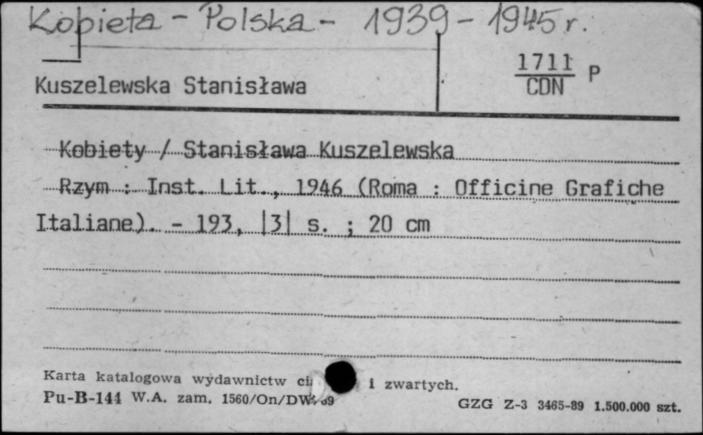 Kobieta - Polska - 1939 - 1945 r.
1711 P
CDN
Kuszelewska Stanisława
Kobiety / Stanisława Kuszelewska
Rzym : Inst. Lit., 1946 (Roma : Officine Grafiche
Italiane). - 193, |3| s. ; 20 cm
Karta katalogowa wydawnictw i zwartych.
Pu-B-144 W.A. zam. 1560/On/DW/89
GZG Z-3 3465-89 1.500.000 szt.